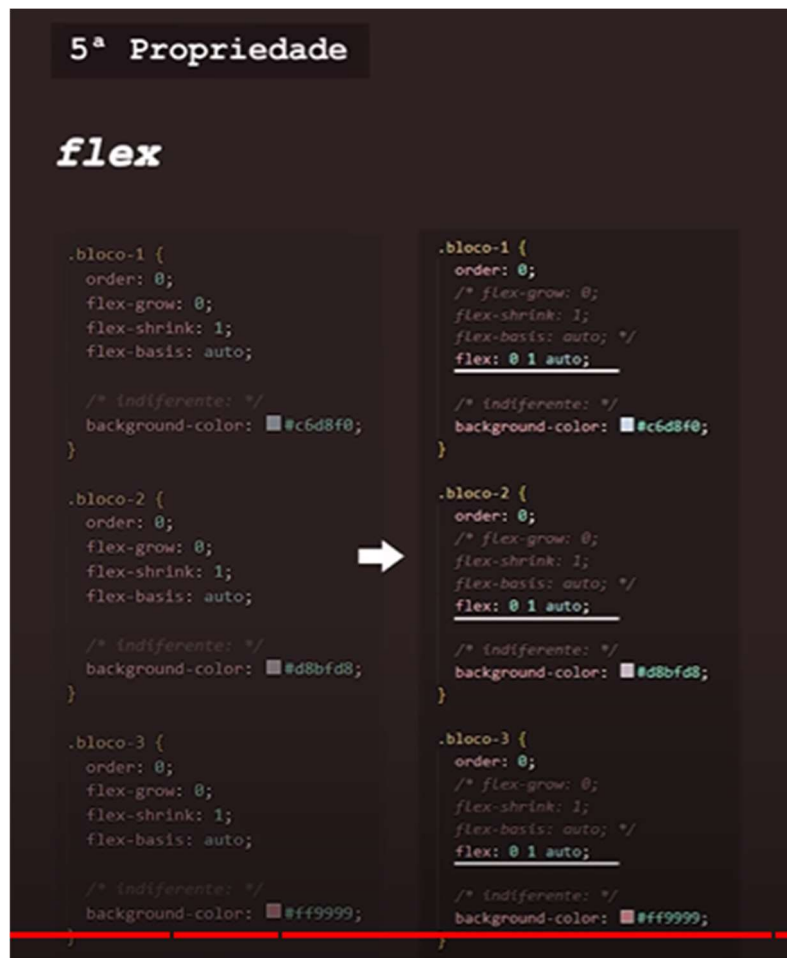 5ª Propriedade
flex
.bloco-1 {
order: 0;
flex-grow: 0;
flex-shrink: 1;
flex-basis: auto;
/* indiferente: */
background-color: #c6d8f0;
}
.bloco-2 {
order: 0;
flex-grow: 0;
flex-shrink: 1;
flex-basis: auto;
/* indiferente: */
background-color: #d8bfd8;
}
.bloco-3 {
order: 0;
flex-grow: 0;
flex-shrink: 1;
flex-basis: auto;
/* indiferente: */
background-color: #ff9999;
}
.bloco-1 {
order: 0;
/* flex-grow: 0;
flex-shrink: 1;
flex-basis: auto; */
flex: 0 1 auto;
/* indiferente: */
background-color: #c6d8f0;
}
.bloco-2 {
order: 0;
/* flex-grow: 0;
flex-shrink: 1;
flex-basis: auto; */
flex: 0 1 auto;
/* indiferente: */
background-color: #d8bfd8;
}
.bloco-3 {
order: 0;
/* flex-grow: 0;
flex-shrink: 1;
flex-basis: auto; */
flex: 0 1 auto;
/* indiferente: */
background-color: #ff9999;
}